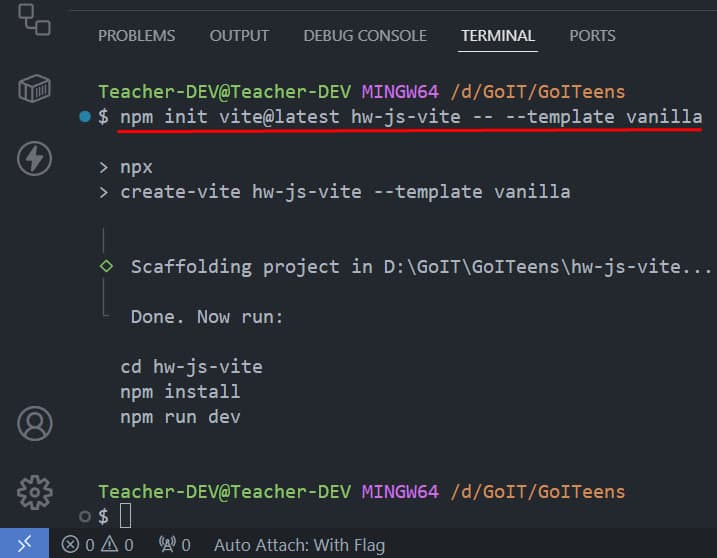 PROBLEMS OUTPUT DEBUG CONSOLE TERMINAL PORTS
Teacher-DEV@Teacher-DEV MINGW64 /d/GoIT/GoITeens
$ npm init vite@latest hw-js-vite -- --template vanilla
> npx
> create-vite hw-js-vite --template vanilla
Scaffolding project in D:\GoIT\GoITeens\hw-js-vite...
Done. Now run:
cd hw-js-vite
npm install
npm run dev
Teacher-DEV@Teacher-DEV MINGW64 /d/GoIT/GoITeens
$
0 0 0 Auto Attach: With Flag